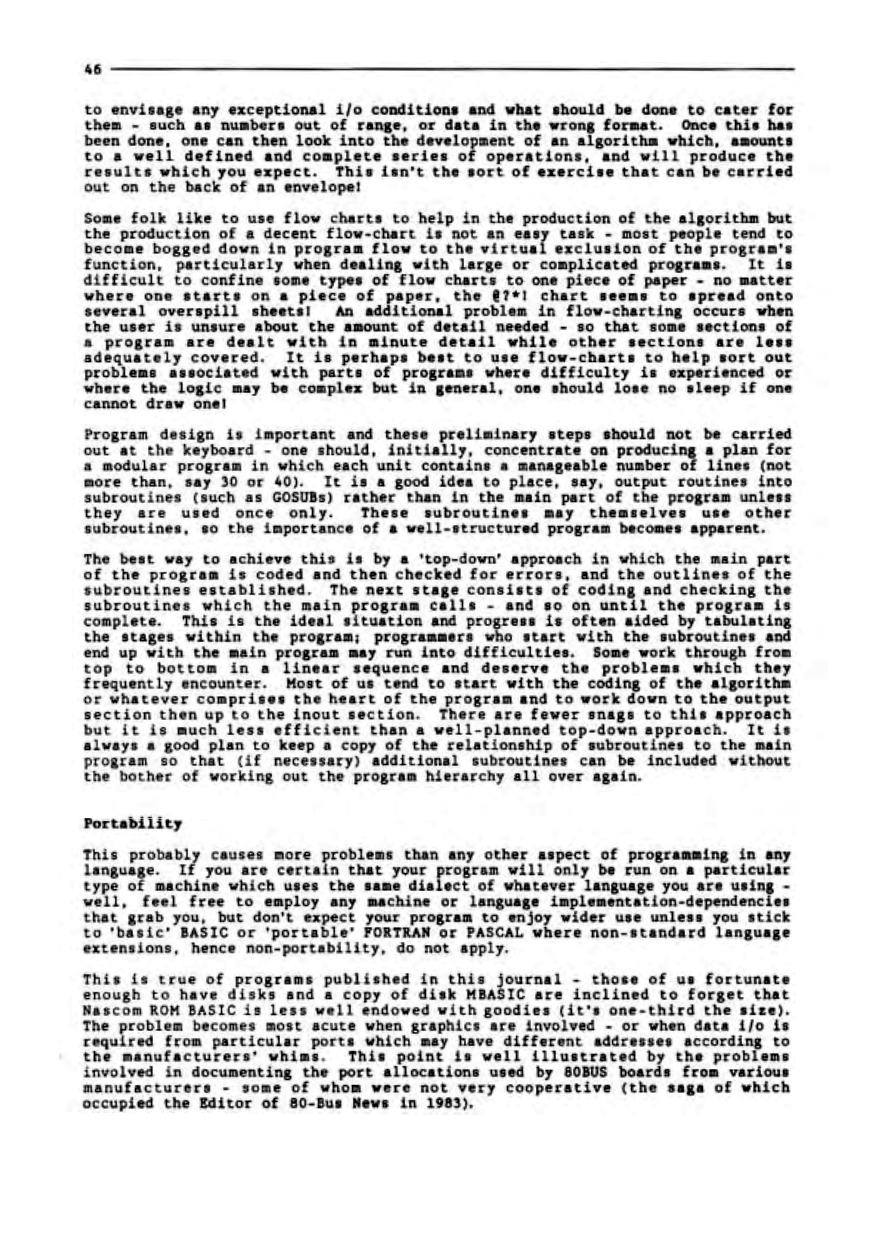 46
to envisage any exceptional i/o conditions and what should be done to cater for
them - such as numbers out of range, or data in the wrong format.  Once this has
been done, one can then look into the development of an algorithm which, amounts
to a well defined and complete series of operations, and will produce the
results which you expect.  This isn't the sort of exercise that can be carried
out on the back of an envelope!
Some folk like to use flow charts to help in the production of the algorithm but
the production of a decent flow-chart is not an easy task - most people tend to
become bogged down in program flow to the virtual exclusion of the program's
function, particularly when dealing with large or complicated programs.  It is
difficult to confine some types of flow charts to one piece of paper - no matter
where one starts on a piece of paper, the @?*! chart seems to spread onto
several overspill sheets!  An additional problem in flow-charting occurs when
the user is unsure about the amount of detail needed - so that some sections of
a program are dealt with in minute detail while other sections are less
adequately covered.  It is perhaps best to use flow-charts to help sort out
problems associated with parts of programs where difficulty is experienced or
where the logic may be complex but in general, one should lose no sleep if one
cannot draw one!
Program design is important and these preliminary steps should not be carried
out at the keyboard - one should, initially, concentrate on producing a plan for
a modular program in which each unit contains a manageable number of lines (not
more than, say 30 or 40).  It is a good idea to place, say, output routines into
subroutines (such as GOSUBs) rather than in the main part of the program unless
they are used once only.  These subroutines may themselves use other
subroutines, so the importance of a well-structured program becomes apparent.
The best way to achieve this is by a 'top-down' approach in which the main part
of the program is coded and then checked for errors, and the outlines of the
subroutines established.  The next stage consists of coding and checking the
subroutines which the main program calls - and so on until the program is
complete.  This is the ideal situation and progress is often aided by tabulating
the stages within the program; programmers who start with the subroutines and
end up with the main program may run into difficulties.  Some work through from
top to bottom in a linear sequence and deserve the problems which they
frequently encounter.  Most of us tend to start with the coding of the algorithm
or whatever comprises the heart of the program and to work down to the output
section then up to the inout section.  There are fewer snags to this approach
but it is much less efficient than a well-planned top-down approach.  It is
always a good plan to keep a copy of the relationship of subroutines to the main
program so that (if necessary) additional subroutines can be included without
the bother of working out the program hierarchy all over again.
Portability
This probably causes more problems than any other aspect of programming in any
language.  If you are certain that your program will only be run on a particular
type of machine which uses the same dialect of whatever language you are using -
well, feel free to employ any machine or language implementation-dependencies
that grab you, but don't expect your program to enjoy wider use unless you stick
to 'basic' BASIC or 'portable' FORTRAN or PASCAL where non-standard language
extensions, hence non-portability, do not apply.
This is true of programs published in this journal - those of us fortunate
enough to have disks and a copy of disk MBASIC are inclined to forget that
Nascom ROM BASIC is less well endowed with goodies (it's one-third the size).
The problem becomes most acute when graphics are involved - or when data i/o is
required from particular ports which may have different addresses according to
the manufacturers' whims.  This point is well illustrated by the problems
involved in documenting the port allocations used by 80BUS boards from various
manufacturers - some of whom were not very cooperative (the saga of which
occupied the Editor of 80-Bus News in 1983).